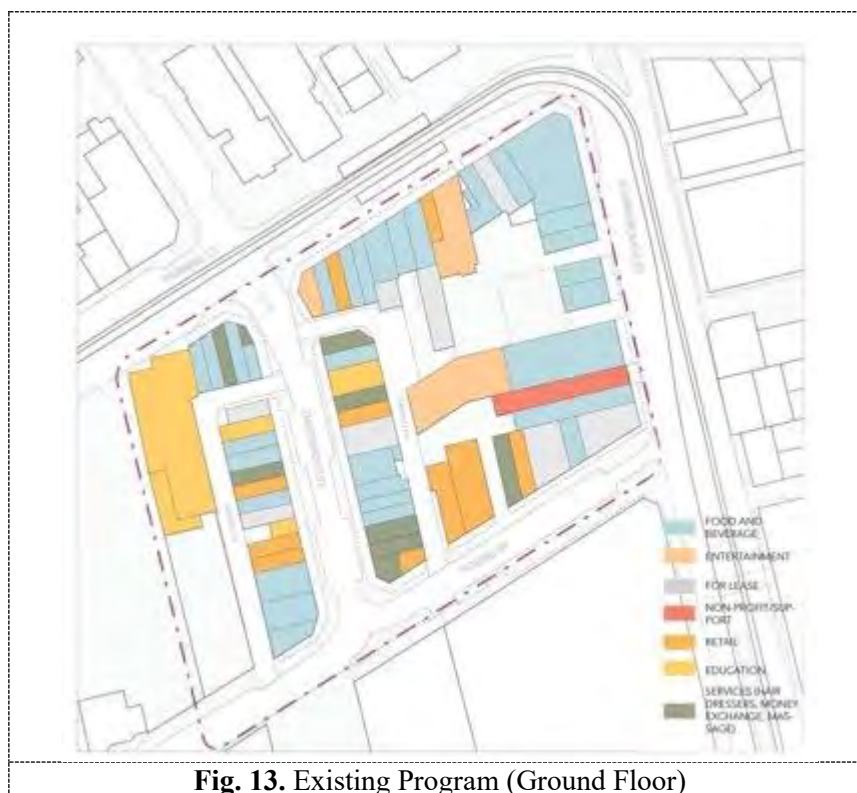 FOOD AND
BEVERAGE
ENTERTAINMENT
FOR LEASE
NON-PROFIT/SUP-
PORT
RETAIL
EDUCATION
SERVICES (HAIR
DRESSERS, MONEY
EXCHANGE, MAS-
SAGE)
Fig. 13. Existing Program (Ground Floor)